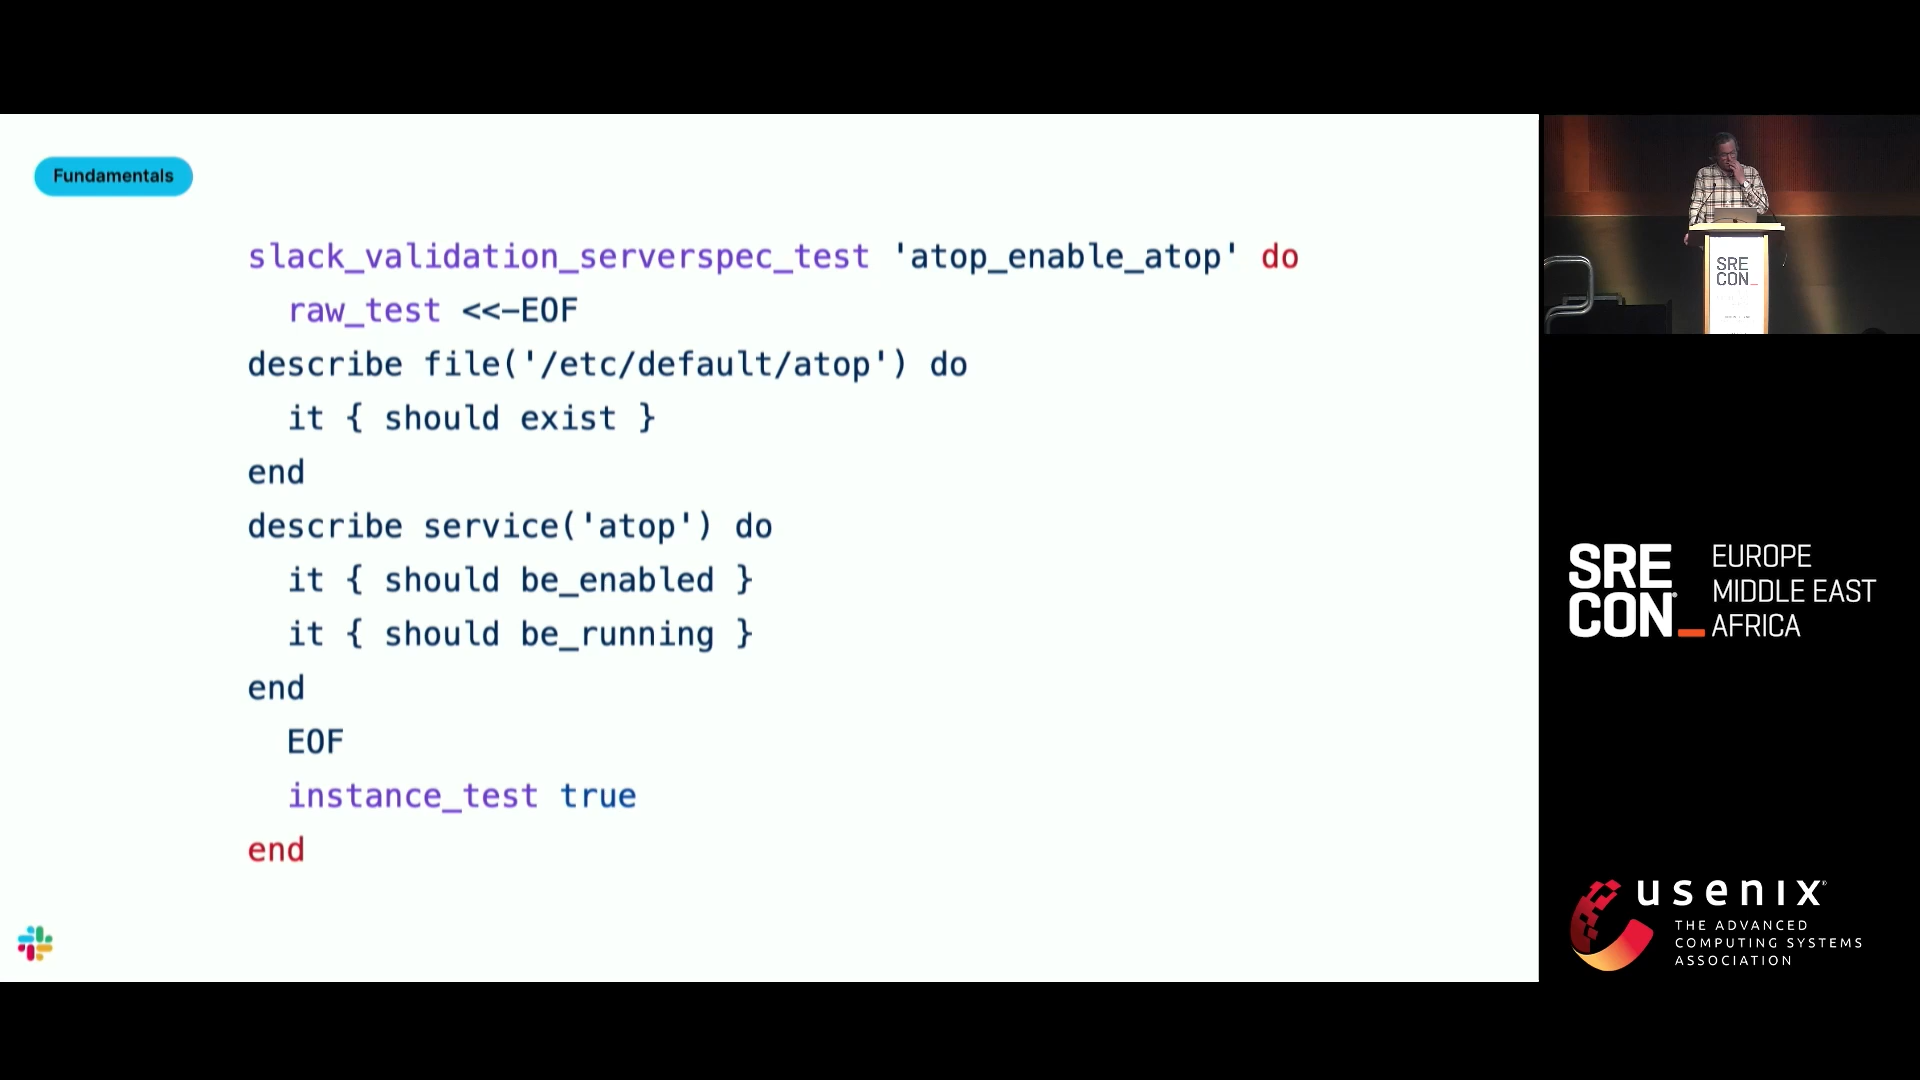 Fundamentals
slack_validation_serverspec_test 'atop_enable_atop' do
raw_test <<-EOF
describe file('/etc/default/atop') do
it { should exist }
end
describe service('atop') do
it { should be_enabled }
it { should be_running }
end
EOF
instance_test true
end
SRE
CON_
SRE
CON_
EUROPE
MIDDLE EAST
AFRICA
usenix
THE ADVANCED
COMPUTING SYSTEMS
ASSOCIATION